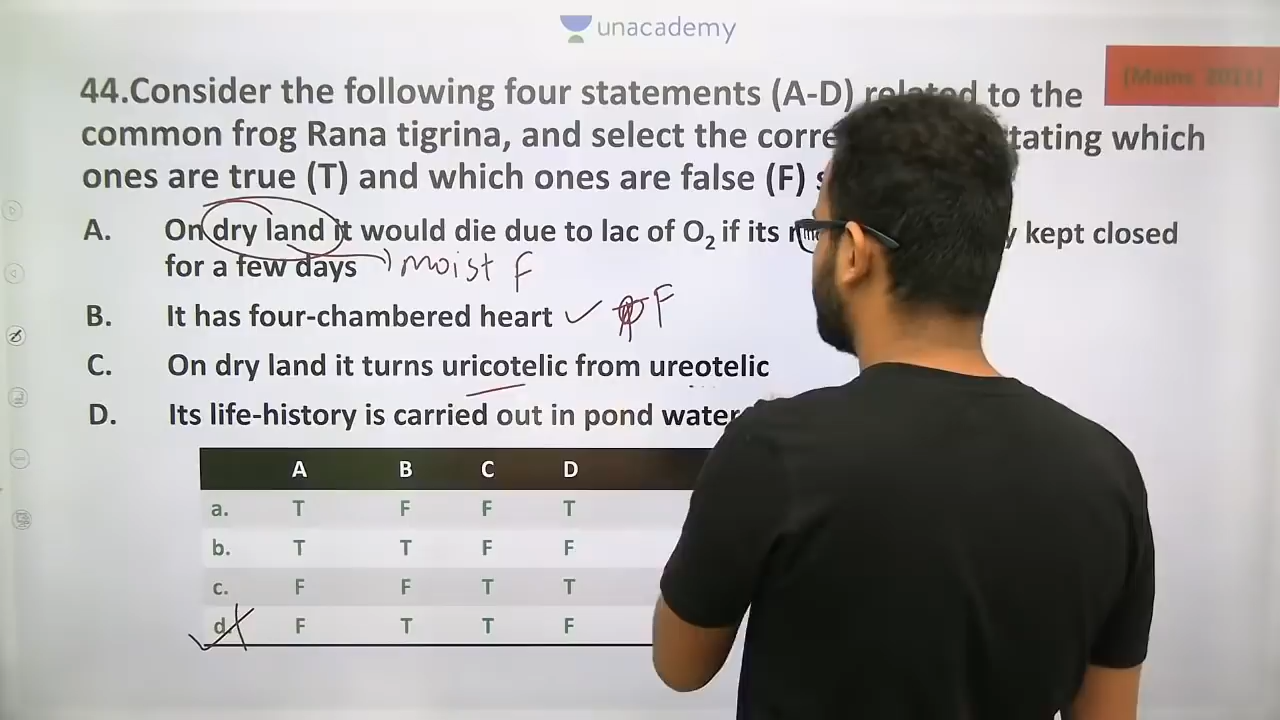 unacademy
(Mains 2011)
44.Consider the following four statements (A-D) related to the
common frog Rana tigrina, and select the which
ones are true (T) and which ones are false (F)
A. On dry land it would die due to lac of O2 if its kept closed
for a few days moist F
B. It has four-chambered heart F
C. On dry land it turns uricotelic from ureotelic
D. Its life-history is carried out in pond water
A B C D
a. T F F T
b. T T F F
c. F F T T
d. F T T F